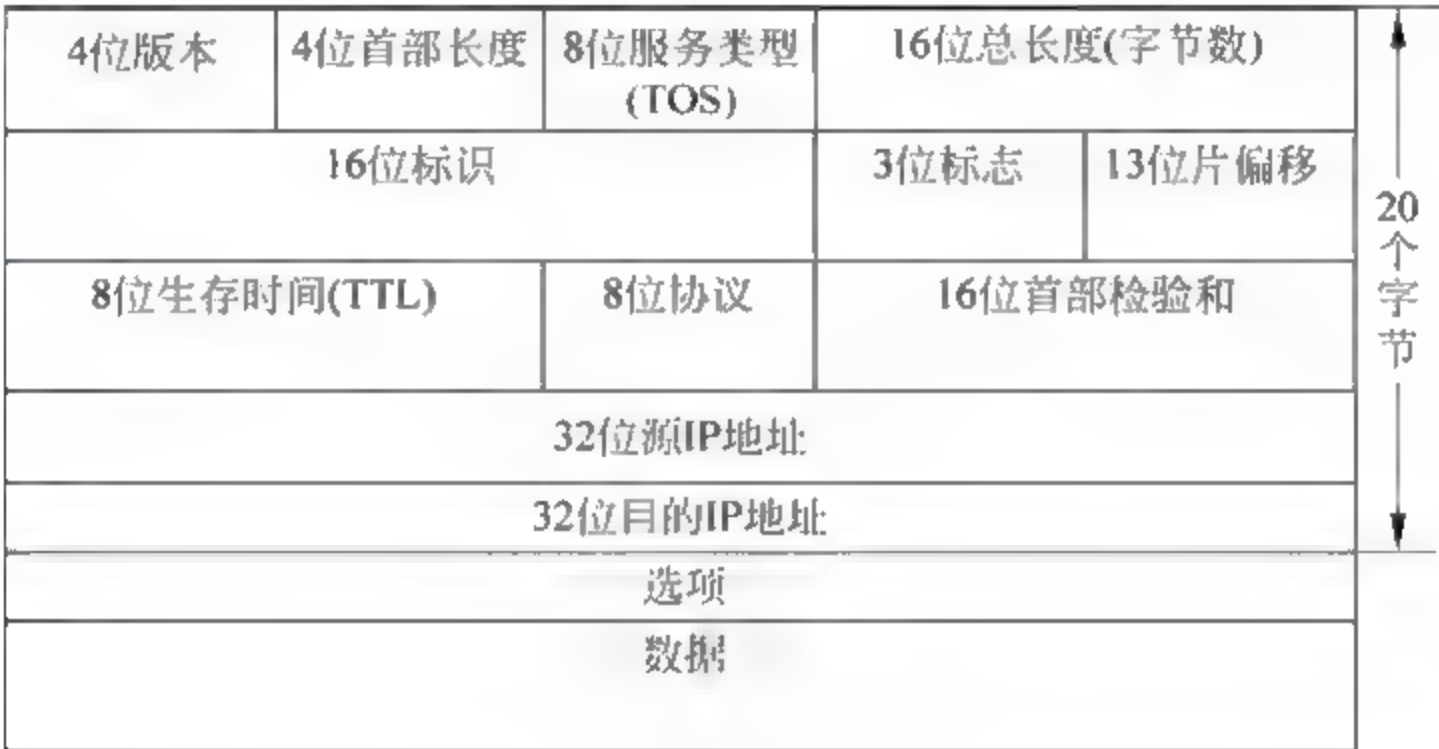 4位版本
4位首部长度
8位服务类型
(TOS)
16位总长度(字节数)
16位标识
3位标志
13位片偏移
8位生存时间(TTL)
8位协议
16位首部检验和
32位源IP地址
32位目的IP地址
选项
数据
20个字节